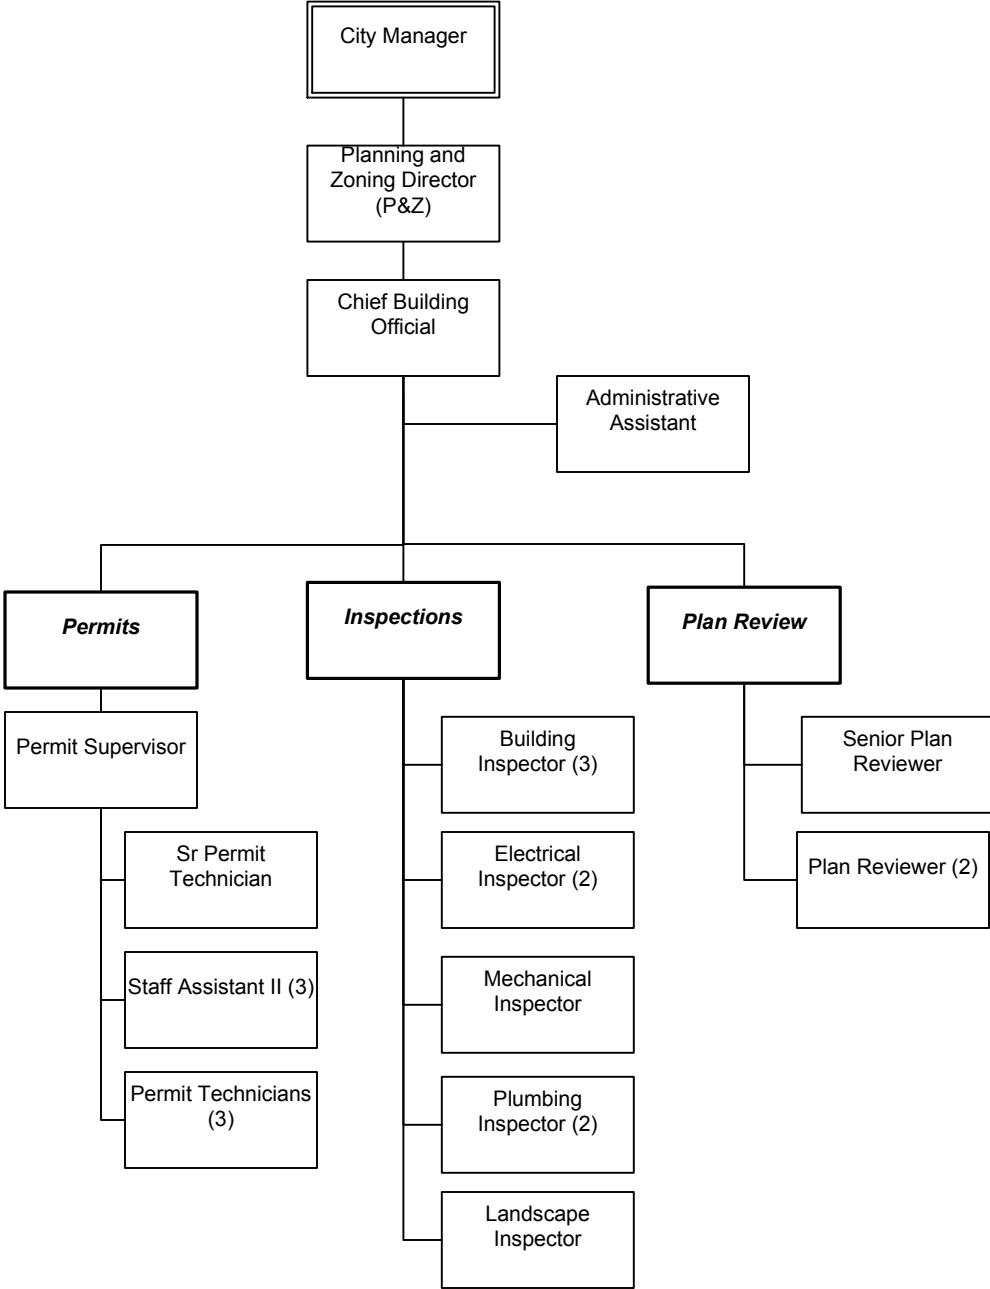 City Manager
Planning and
Zoning Director
(P&Z)
Chief Building
Official
Administrative
Assistant
Permits
Inspections
Plan Review
Permit Supervisor
Sr Permit
Technician
Staff Assistant II (3)
Permit Technicians
(3)
Building
Inspector (3)
Electrical
Inspector (2)
Mechanical
Inspector
Plumbing
Inspector (2)
Landscape
Inspector
Senior Plan
Reviewer
Plan Reviewer (2)